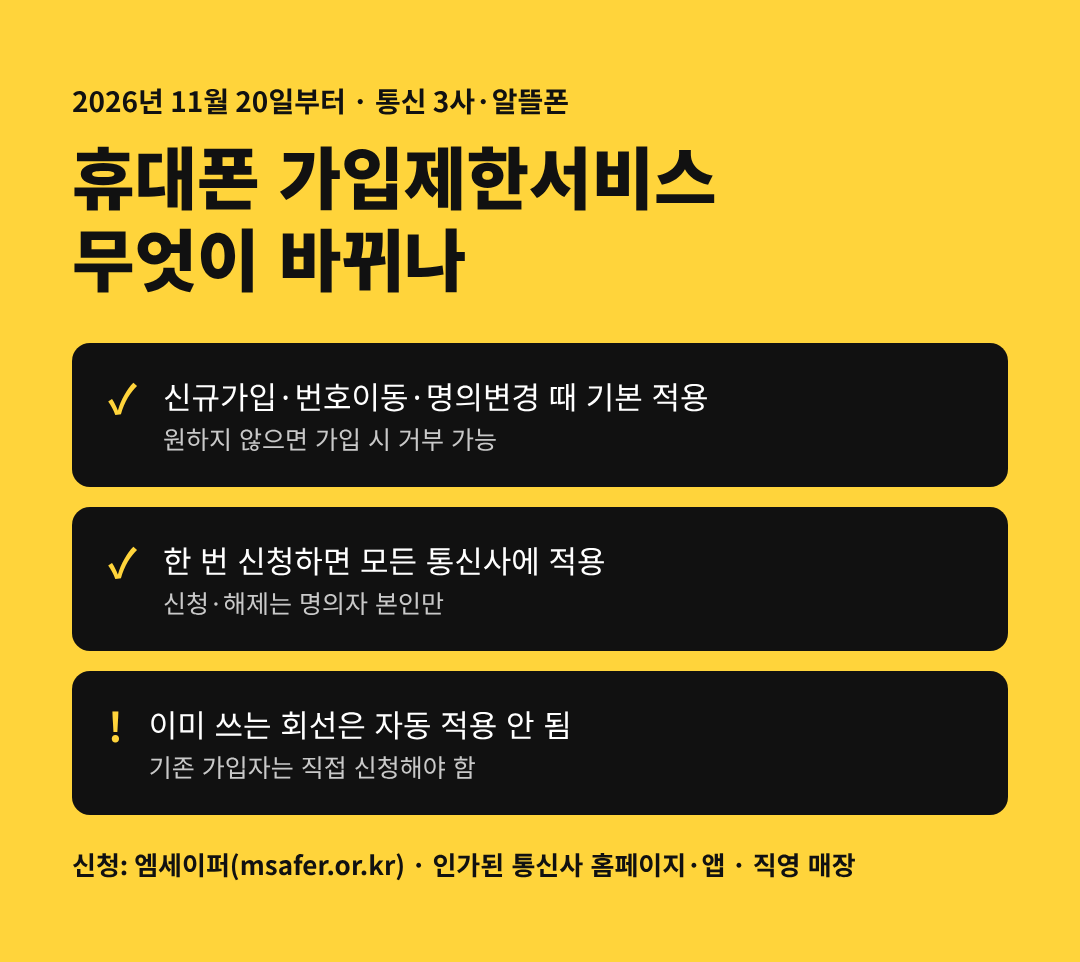 2026년 11월 20일부터 · 통신 3사·알뜰폰
휴대폰 가입제한서비스
무엇이 바뀌나
✓ 신규가입·번호이동·명의변경 때 기본 적용
원하지 않으면 가입 시 거부 가능
✓ 한 번 신청하면 모든 통신사에 적용
신청·해제는 명의자 본인만
! 이미 쓰는 회선은 자동 적용 안 됨
기존 가입자는 직접 신청해야 함
신청: 엠세이퍼(msafer.or.kr) · 인가된 통신사 홈페이지·앱 · 직영 매장